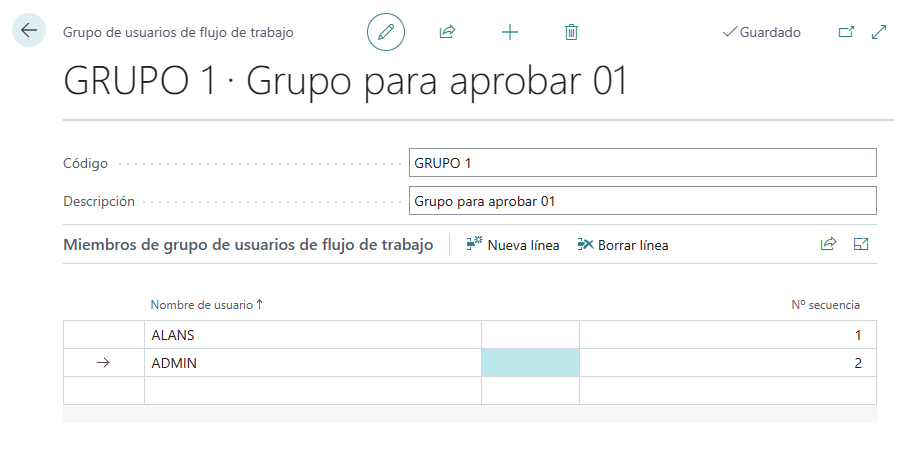 Grupo de usuarios de flujo de trabajo
Guardado
GRUPO 1 · Grupo para aprobar 01
Código GRUPO 1
Descripción Grupo para aprobar 01
Miembros de grupo de usuarios de flujo de trabajo Nueva línea Borrar línea
Nombre de usuario ↑ Nº secuencia
ALANS 1
→ ADMIN 2